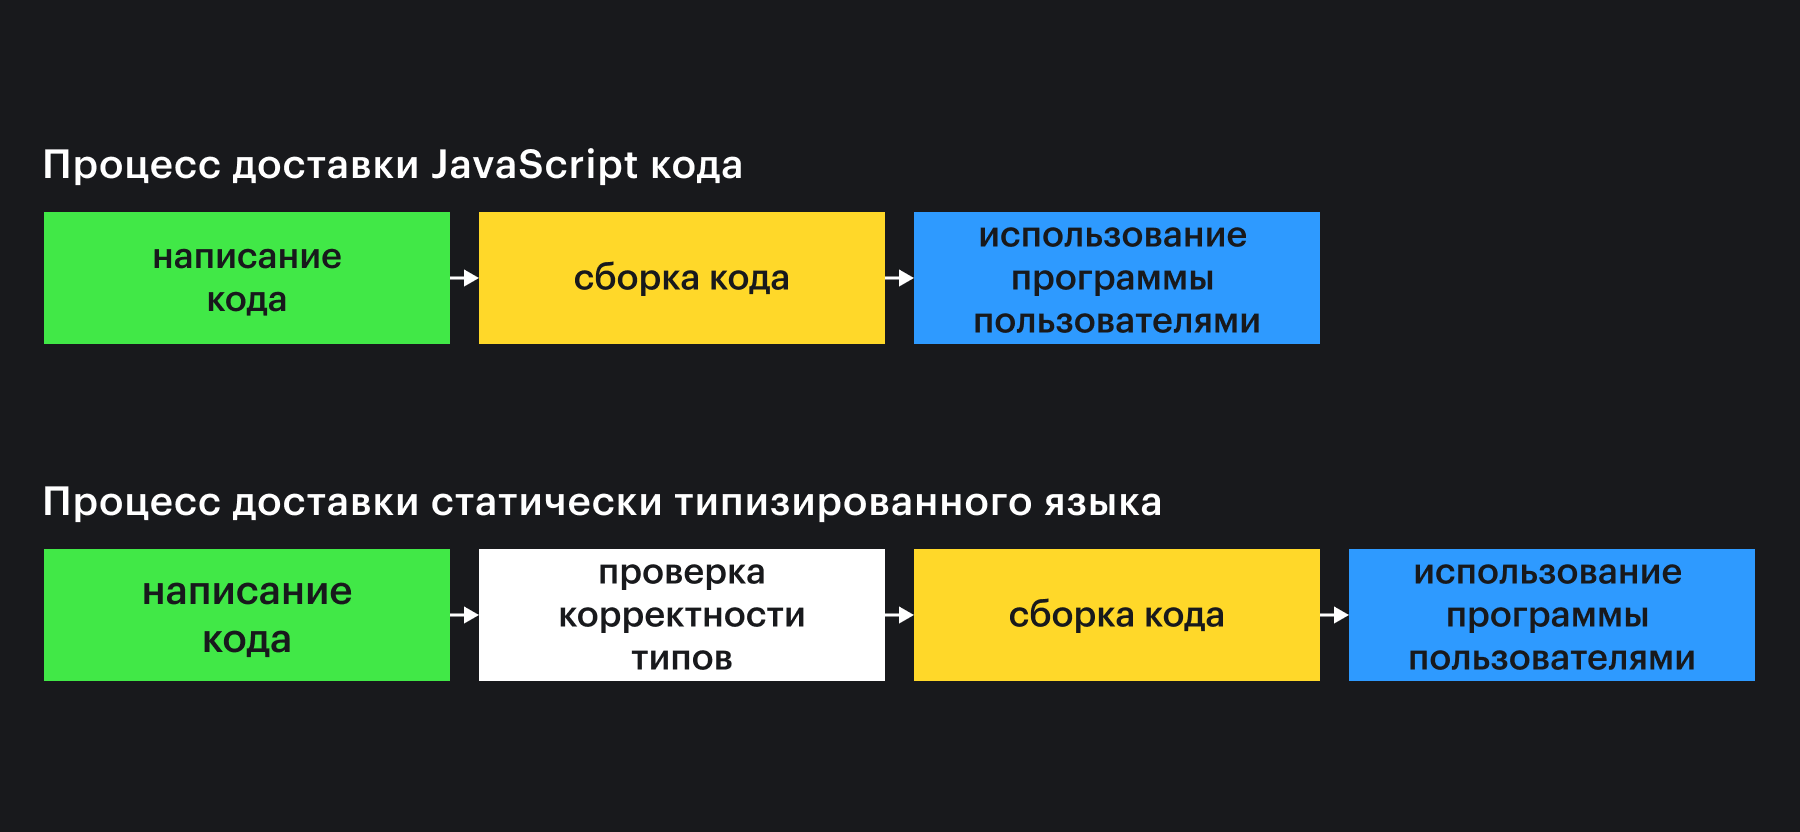 Процесс доставки JavaScript кода
написание
кода
сборка кода
использование
программы
пользователями
Процесс доставки статически типизированного языка
написание
кода
проверка
корректности
типов
сборка кода
использование
программы
пользователями